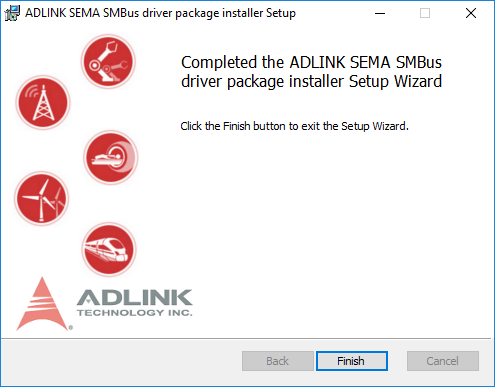 ADLINK SEMA SMBus driver package installer Setup
Completed the ADLINK SEMA SMBus
driver package installer Setup Wizard
Click the Finish button to exit the Setup Wizard.
ADLINK
TECHNOLOGY INC.
Back
Finish
Cancel